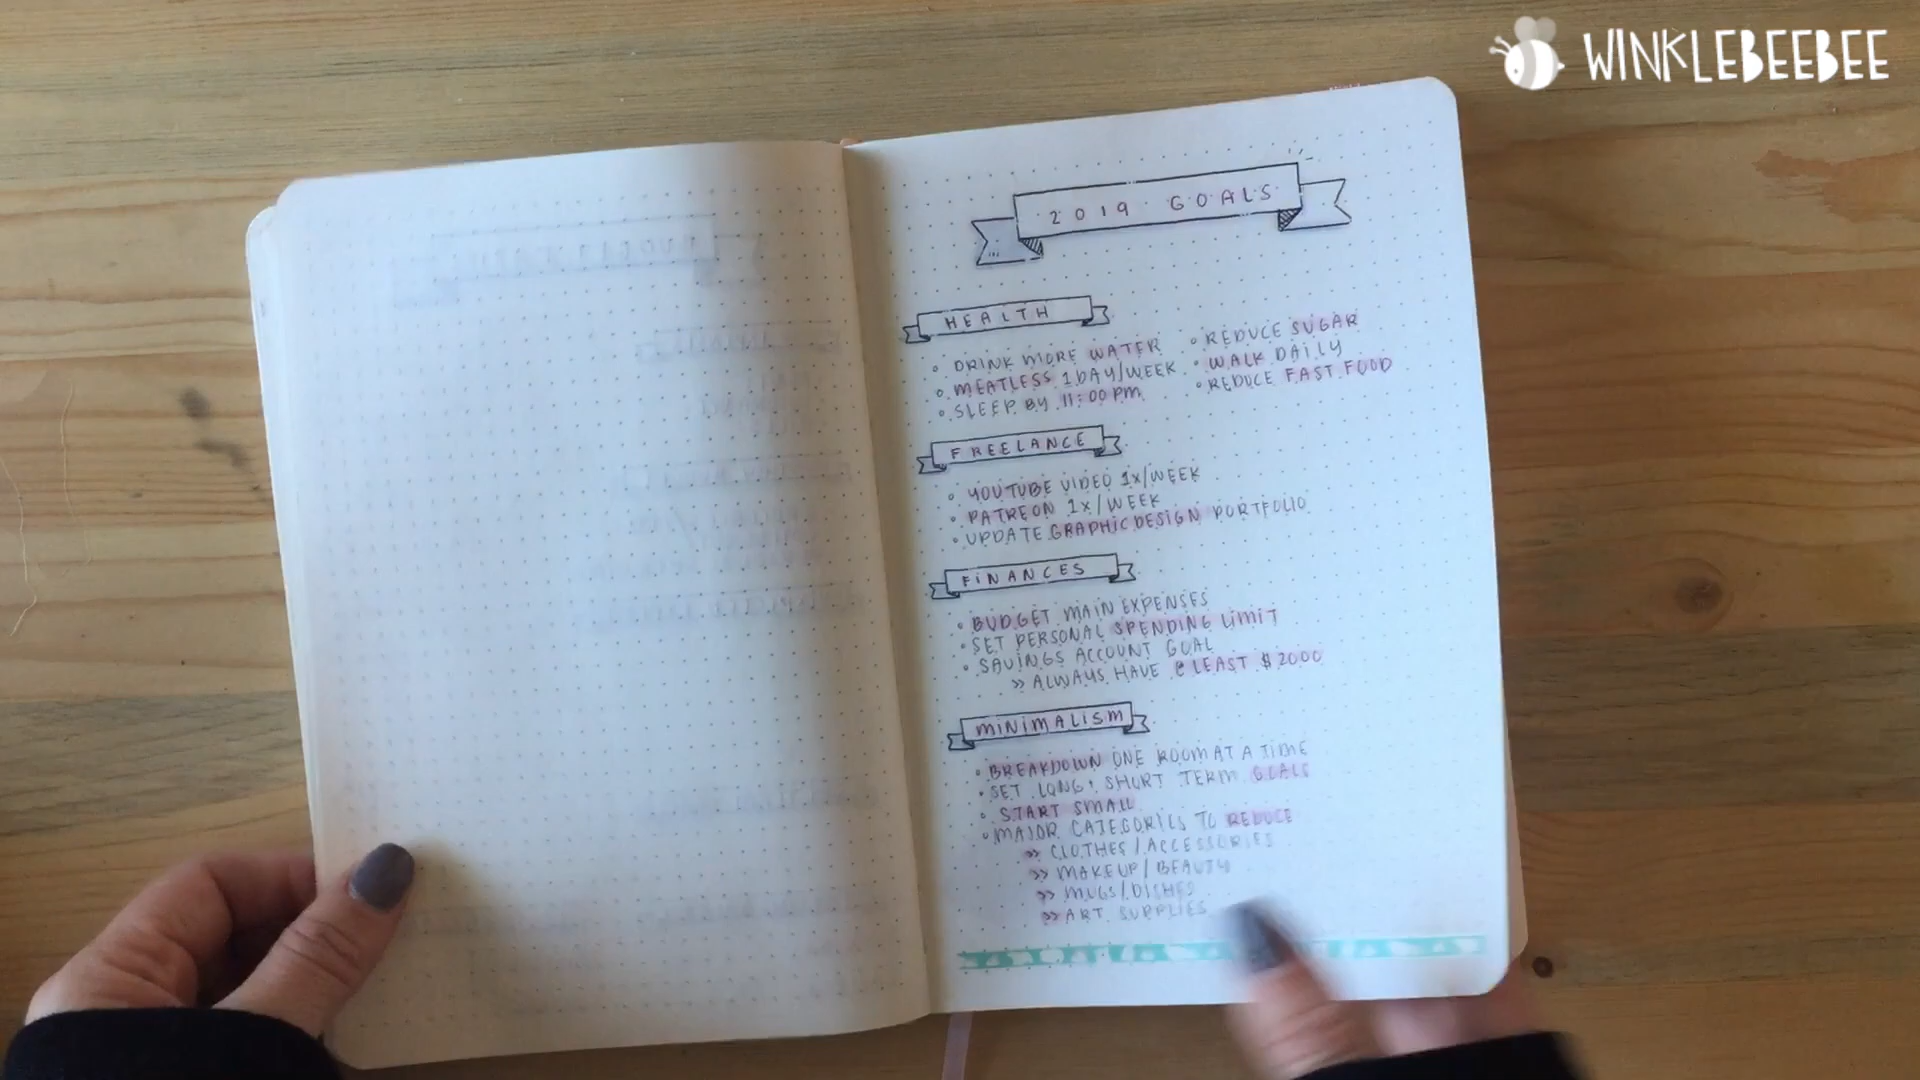 WINKLEBEEBEE
2019 GOALS
HEALTH
• DRINK MORE WATER
• MEATLESS 1 DAY/WEEK
• SLEEP BY 11:00 PM
• REDUCE SUGAR
• WALK DAILY
• REDUCE FAST FOOD
FREELANCE
• YOUTUBE VIDEO 1X/WEEK
• PATREON 1X/WEEK
• UPDATE GRAPHIC DESIGN PORTFOLIO
FINANCES
• BUDGET MAIN EXPENSES
• SET PERSONAL SPENDING LIMIT
• SAVINGS ACCOUNT GOAL
>> ALWAYS HAVE @ LEAST $2000
MINIMALISM
• BREAKDOWN ONE ROOM AT A TIME
• SET LONG + SHORT TERM GOALS
• START SMALL
• MAJOR CATEGORIES TO REDUCE
>> CLOTHES/ACCESSORIES
>> MAKEUP/BEAUTY
>> MUGS/DISHES
>> ART SUPPLIES